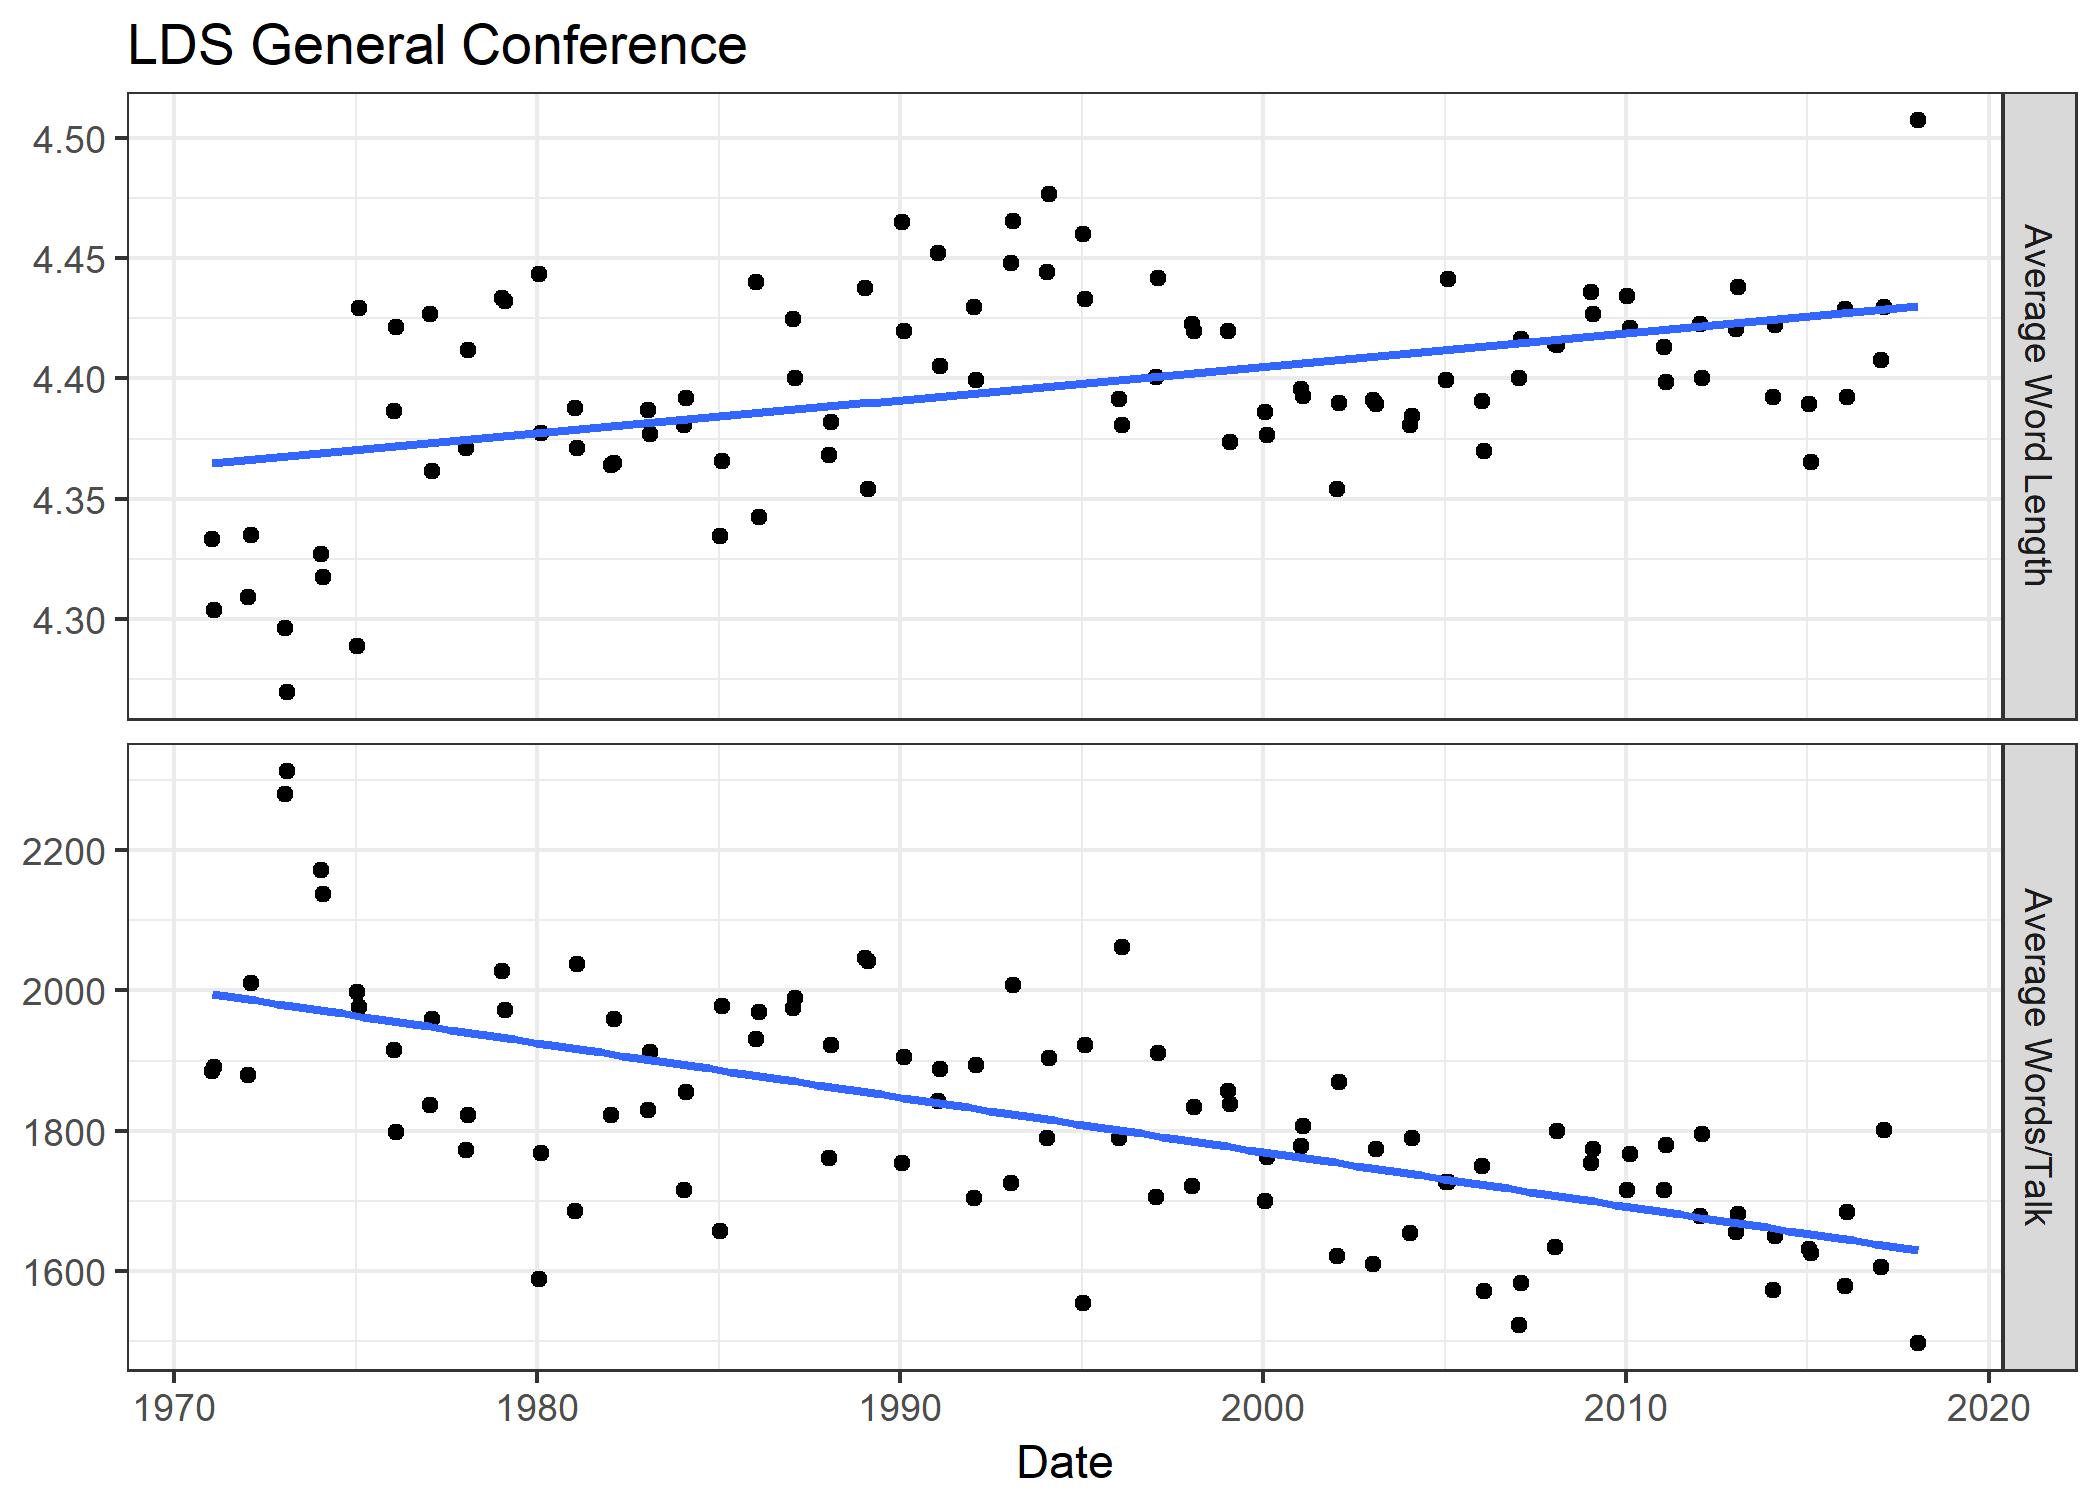 LDS General Conference
4.50
4.45
4.40
4.35
4.30
Average Word Length
2200
2000
1800
1600
Average Words/Talk
1970 1980 1990 2000 2010 2020
Date